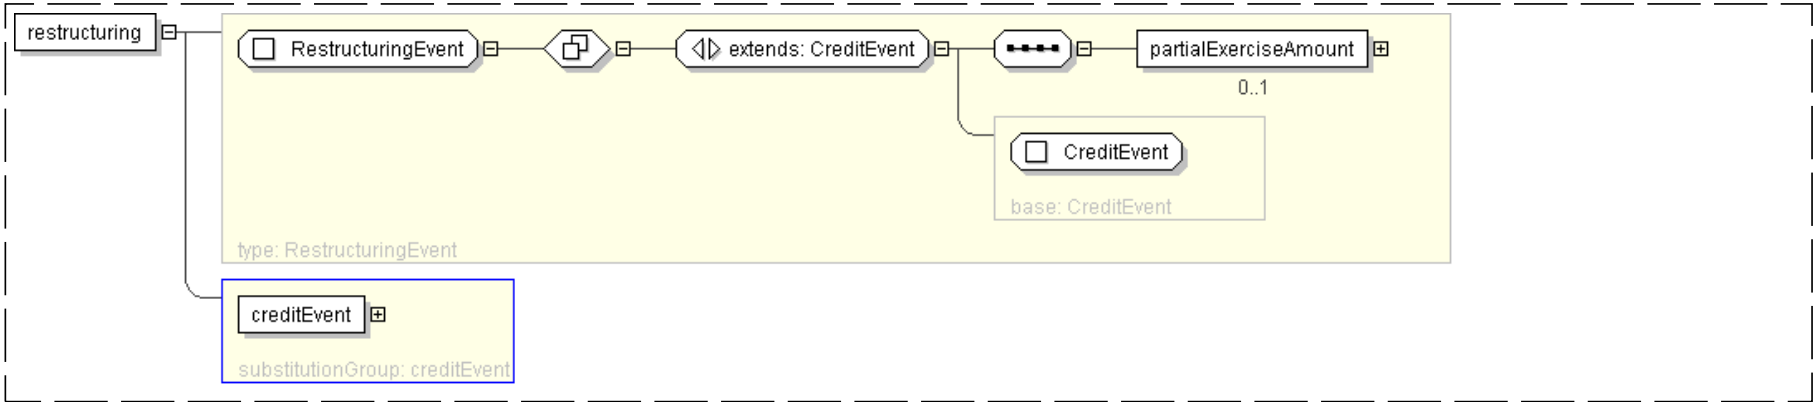 restructuring
RestructuringEvent
extends: CreditEvent
partialExerciseAmount
0..1
CreditEvent
base: CreditEvent
type: RestructuringEvent
creditEvent
substitutionGroup: creditEvent